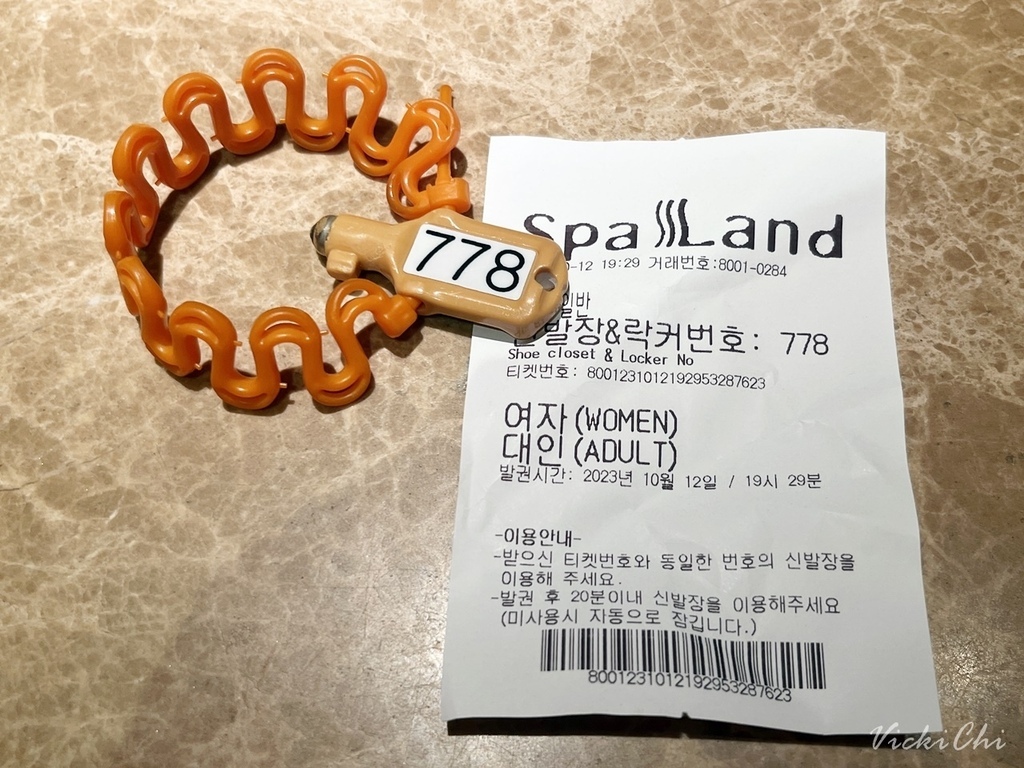 778
Spa Land
0-12 19:29 거래번호:8001-0284
일반
발장&락커번호: 778
Shoe closet & Locker No
티켓번호: 8001231012192953287623
여자(WOMEN)
대인(ADULT)
발권시간: 2023년 10월 12일 / 19시 29분
-이용안내-
-받으신 티켓번호와 동일한 번호의 신발장을
이용해 주세요.
-발권 후 20분이내 신발장을 이용해주세요
(미사용시 자동으로 잠깁니다.)
8001231012192953287623
Vicki Chi